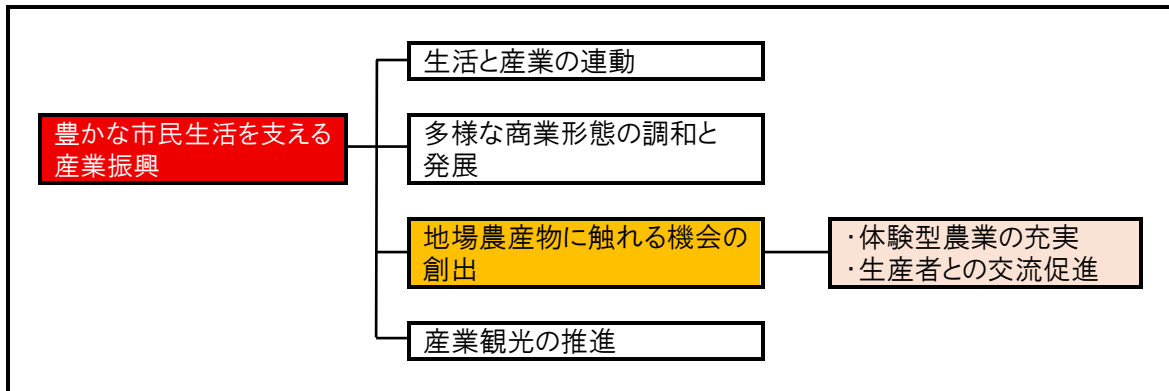 豊かな市民生活を支える
産業振興
生活と産業の連動
多様な商業形態の調和と
発展
地場農産物に触れる機会の
創出
・体験型農業の充実
・生産者との交流促進
産業観光の推進